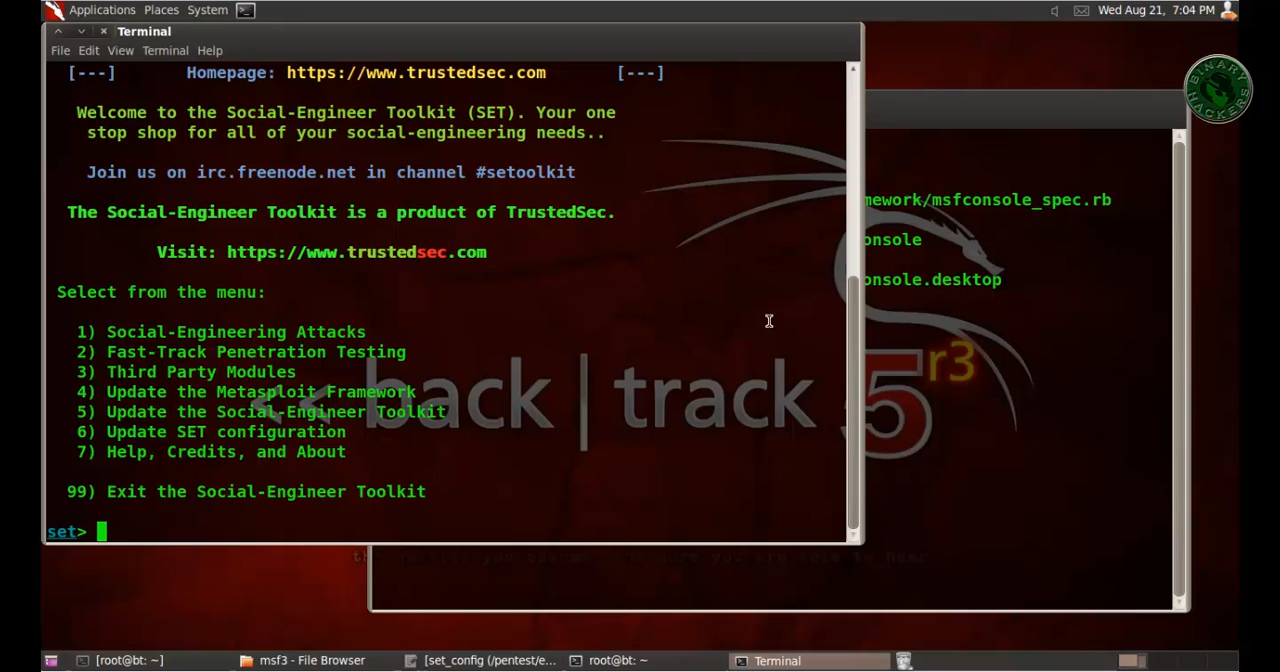 Applications Places System
Wed Aug 21, 7:04 PM
Terminal
File Edit View Terminal Help
[---] Homepage: https://www.trustedsec.com [---]
Welcome to the Social-Engineer Toolkit (SET). Your one
stop shop for all of your social-engineering needs..
Join us on irc.freenode.net in channel #setoolkit
The Social-Engineer Toolkit is a product of TrustedSec.
Visit: https://www.trustedsec.com
Select from the menu:
1) Social-Engineering Attacks
2) Fast-Track Penetration Testing
3) Third Party Modules
4) Update the Metasploit Framework
5) Update the Social-Engineer Toolkit
6) Update SET configuration
7) Help, Credits, and About
99) Exit the Social-Engineer Toolkit
set>
mework/msfconsole_spec.rb
onsole
onsole.desktop
<< back | track 5 r3
BINARY HACKERS
[root@bt: ~]
msf3 - File Browser
[set_config (/pentest/e...
root@bt: ~
Terminal